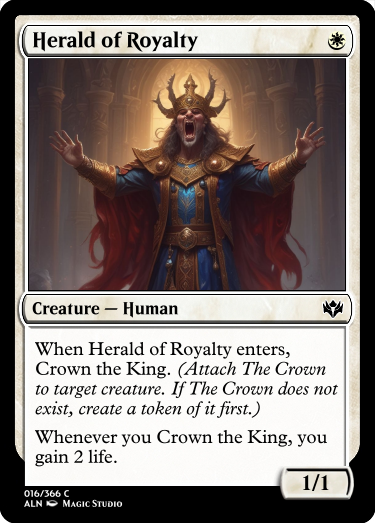 Herald of Royalty
Creature — Human
When Herald of Royalty enters,
Crown the King. (Attach The Crown
to target creature. If The Crown does not
exist, create a token of it first.)
Whenever you Crown the King, you
gain 2 life.
1/1
016/366 C
ALN Magic Studio